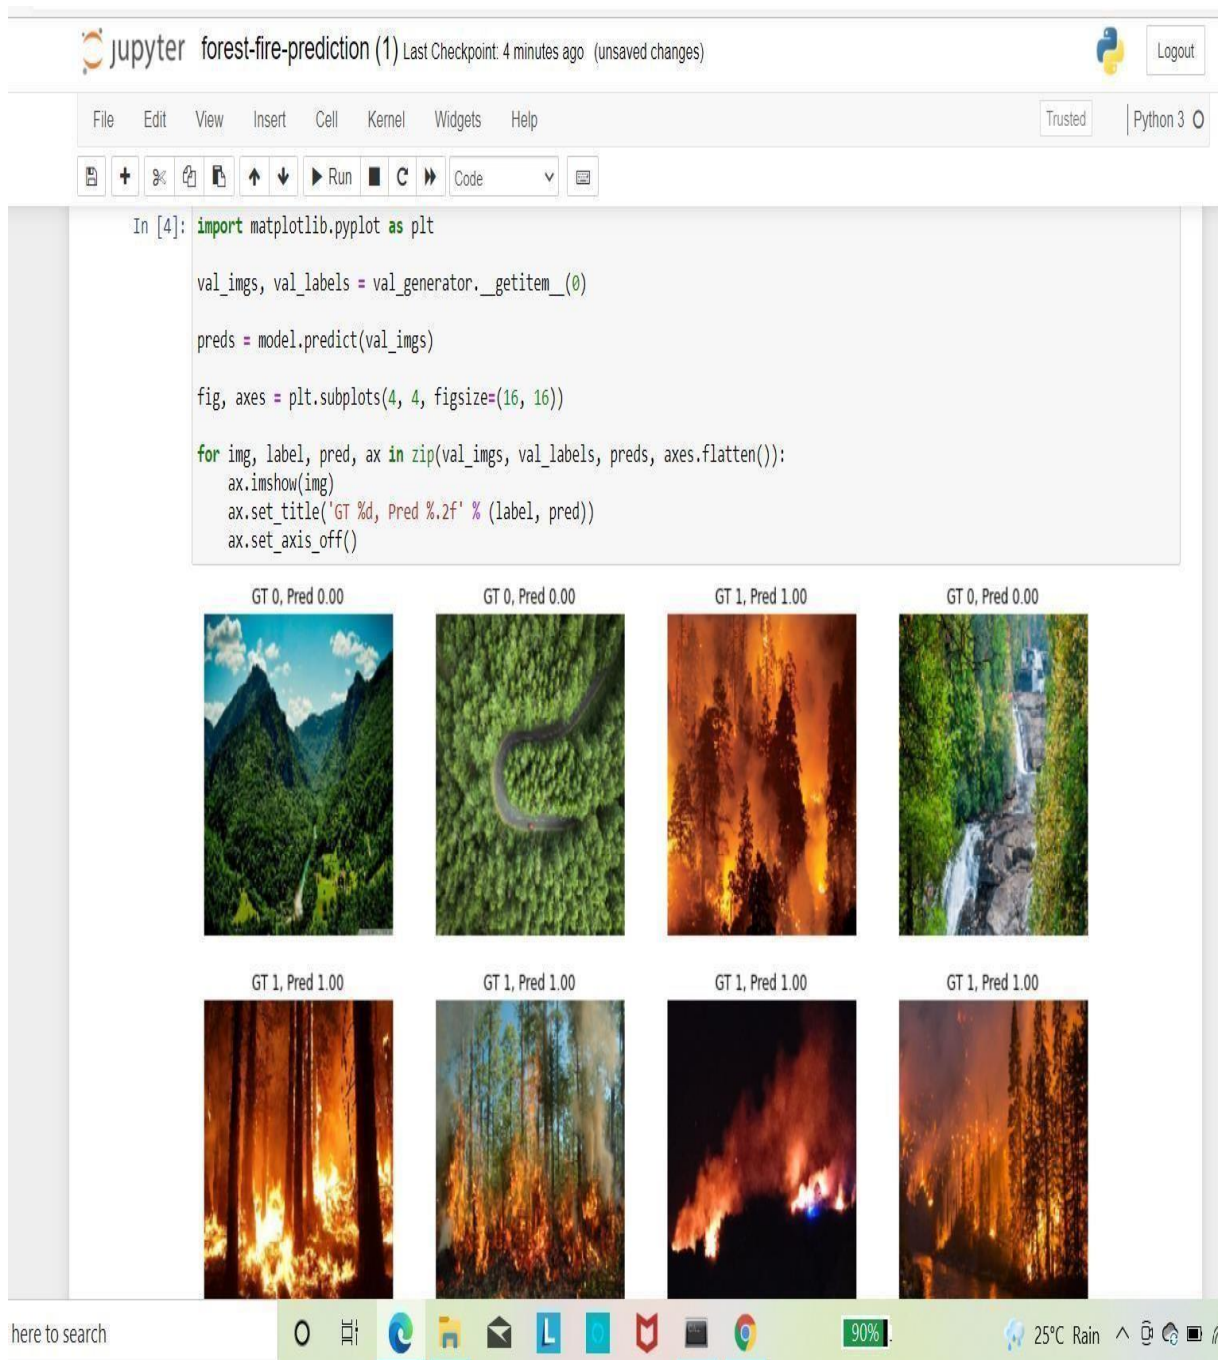 jupyter forest-fire-prediction (1) Last Checkpoint: 4 minutes ago (unsaved changes)
Logout
File Edit View Insert Cell Kernel Widgets Help
Trusted
Python 3
Run
Code
In [4]: import matplotlib.pyplot as plt
val_imgs, val_labels = val_generator.__getitem__(0)
preds = model.predict(val_imgs)
fig, axes = plt.subplots(4, 4, figsize=(16, 16))
for img, label, pred, ax in zip(val_imgs, val_labels, preds, axes.flatten()):
    ax.imshow(img)
    ax.set_title('GT %d, Pred %.2f' % (label, pred))
    ax.set_axis_off()
GT 0, Pred 0.00 GT 0, Pred 0.00 GT 1, Pred 1.00 GT 0, Pred 0.00
GT 1, Pred 1.00 GT 1, Pred 1.00 GT 1, Pred 1.00 GT 1, Pred 1.00
here to search
L
90%
25°C Rain